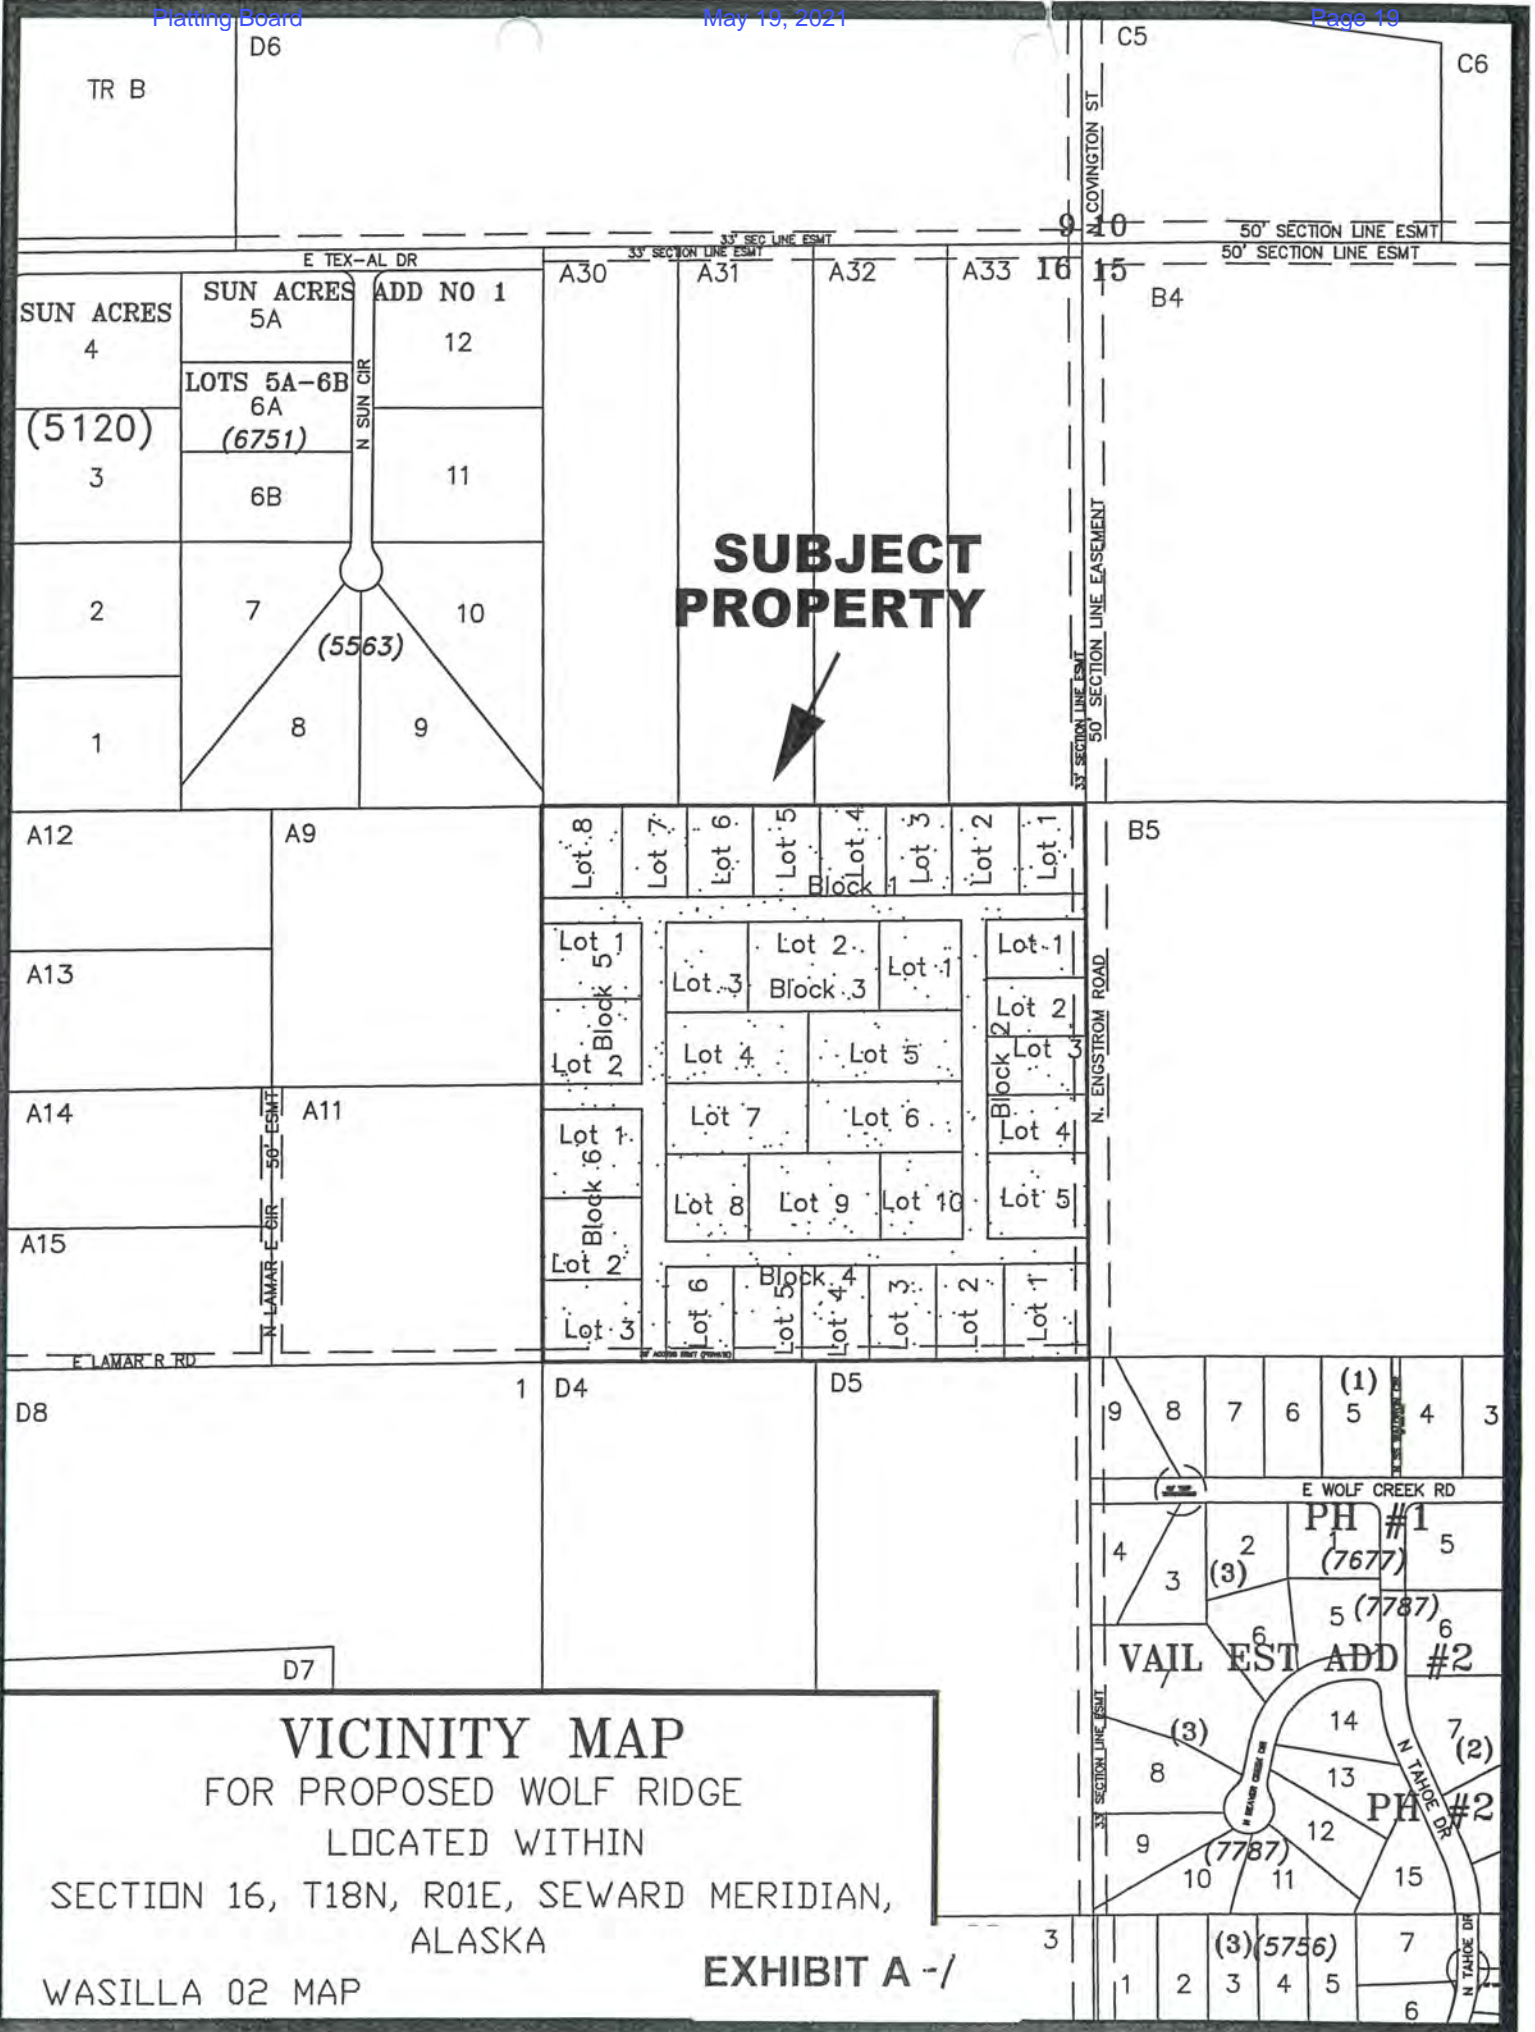 Platting Board
May 19, 2021
Page 19
TR B
D6
C5
C6
N COVINGTON ST
9
10
33' SEC LINE ESMT
50' SECTION LINE ESMT
33' SECTION LINE ESMT
50' SECTION LINE ESMT
E TEX-AL DR
A30
A31
A32
A33
16
15
B4
SUN ACRES
4
(5120)
3
2
1
SUN ACRES ADD NO 1
5A
LOTS 5A-6B
6A
(6751)
6B
N SUN CIR
12
11
10
7
(5563)
8
9
SUBJECT
PROPERTY
50' SECTION LINE EASEMENT
33' SECTION LINE ESMT
A12
A9
A13
A14
A11
A15
50' ESMT
N LAMAR E CIR
E LAMAR R RD
B5
N. ENGSTROM ROAD
Lot 8
Lot 7
Lot 6
Lot 5
Lot 4
Lot 3
Lot 2
Lot 1
Block 1
Lot 1
Block 5
Lot 2
Lot 3
Lot 2
Block 3
Lot 1
Lot 4
Lot 5
Lot 7
Lot 6
Lot 8
Lot 9
Lot 10
Lot 1
Lot 2
Block 2
Lot 3
Lot 4
Lot 5
Lot 1
Block 6
Lot 2
Lot 3
Block 4
Lot 6
Lot 5
Lot 4
Lot 3
Lot 2
Lot 1
D8
1
D4
D5
D7
9
8
7
6
(1)
5
4
3
E WOLF CREEK RD
PH #1
4
3
2
(3)
1
(7677)
5
5
(7787)
6
6
VAIL EST ADD #2
7
(3)
14
7
(2)
8
13
N TAHOE DR
PH #2
N BEAVER CREEK DR
9
(7787)
12
10
11
15
33' SECTION LINE ESMT
3
1
2
(3)
(5756)
3
4
5
7
6
N TAHOE DR
VICINITY MAP
FOR PROPOSED WOLF RIDGE
LOCATED WITHIN
SECTION 16, T18N, R01E, SEWARD MERIDIAN,
ALASKA
WASILLA 02 MAP
EXHIBIT A -1